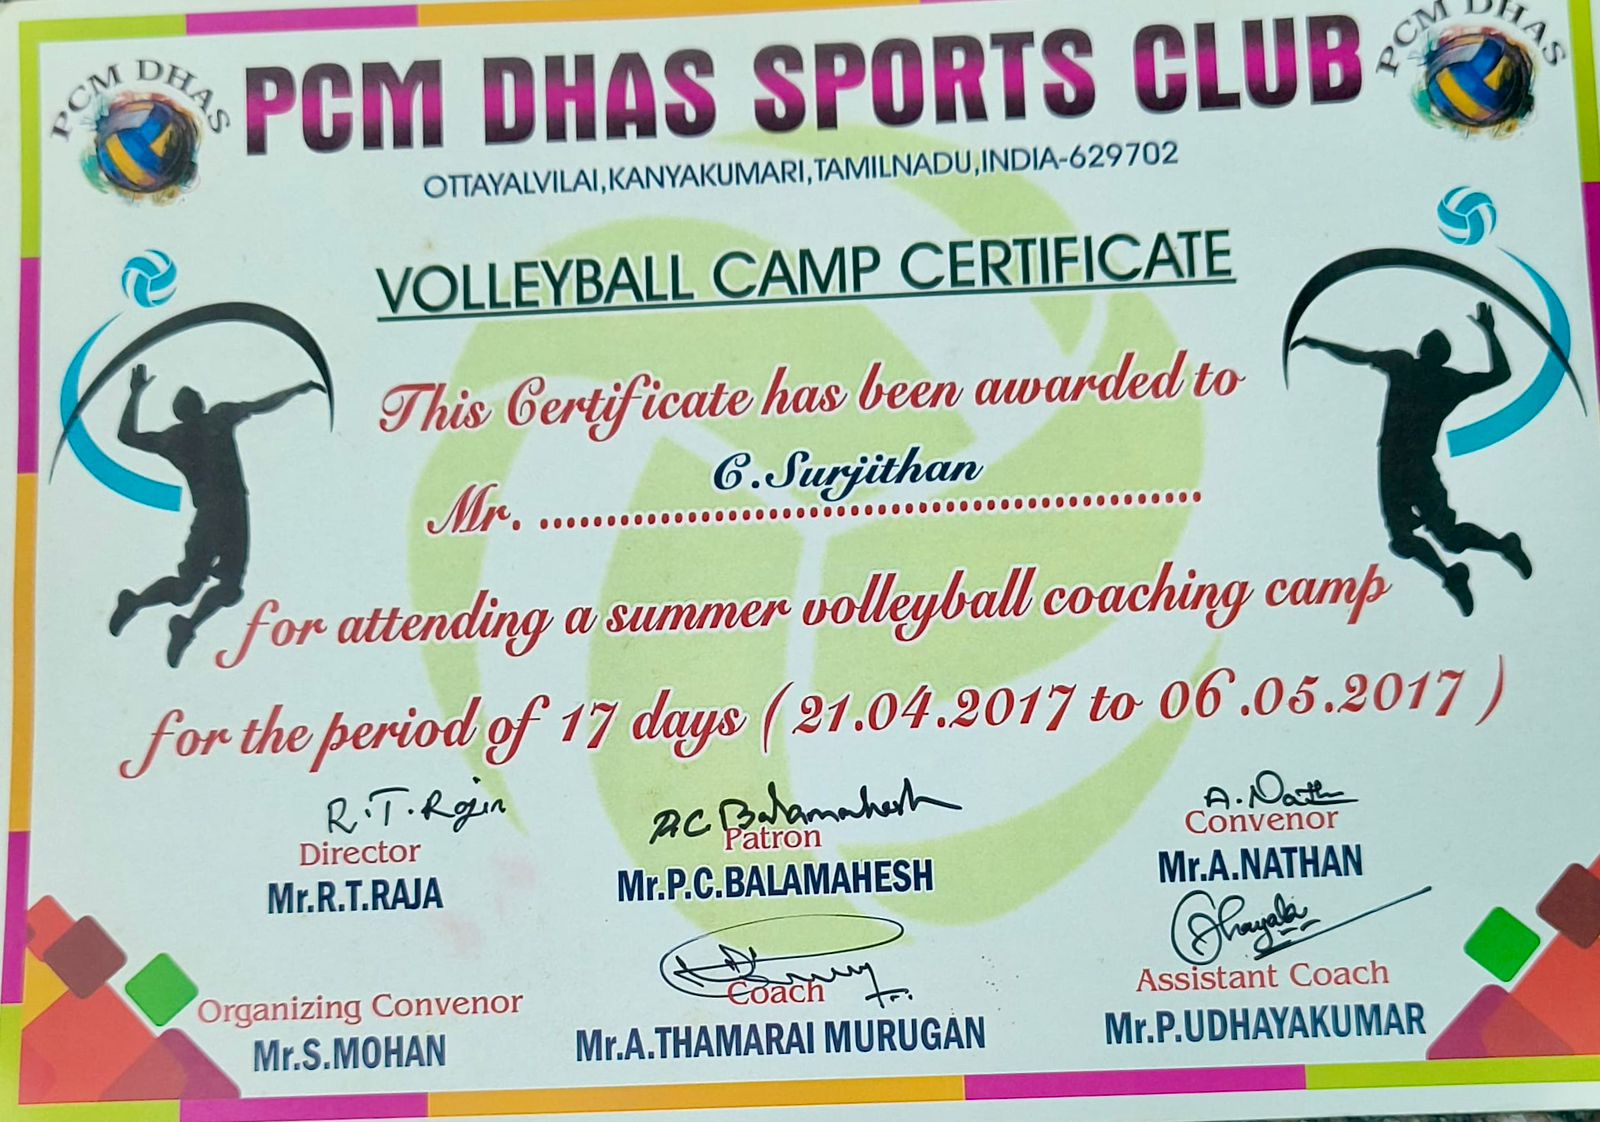 PCM DHAS
PCM DHAS SPORTS CLUB
PCM DHAS
OTTAYALVILAI,KANYAKUMARI,TAMILNADU,INDIA-629702
VOLLEYBALL CAMP CERTIFICATE
This Certificate has been awarded to
C.Surjithan
Mr. ..................................................
for attending a summer volleyball coaching camp
for the period of 17 days ( 21.04.2017 to 06.05.2017 )
R.T.Rajin
P.C Balamahesh
A.Nathn
Director
Patron
Convenor
Mr.R.T.RAJA
Mr.P.C.BALAMAHESH
Mr.A.NATHAN
Organizing Convenor
Coach
Assistant Coach
Mr.S.MOHAN
Mr.A.THAMARAI MURUGAN
Mr.P.UDHAYAKUMAR